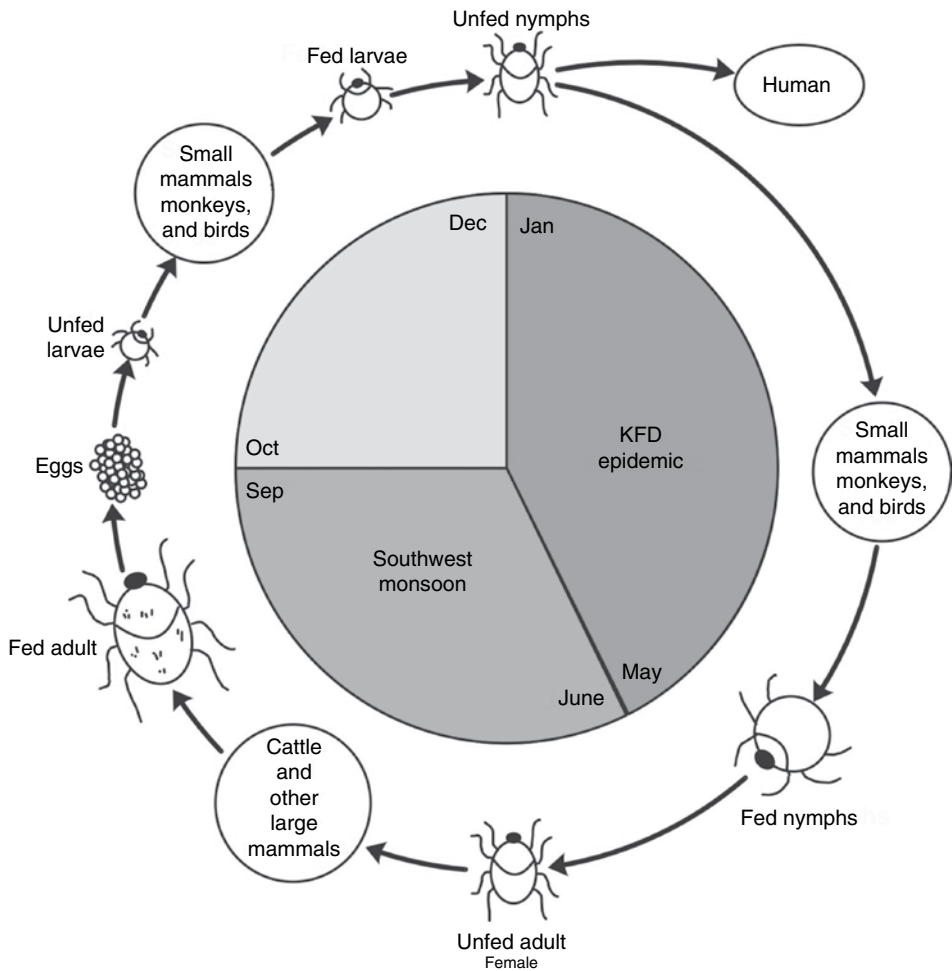 Unfed nymphs
Fed larvae
Human
Small
mammals
monkeys,
and birds
Dec
Jan
Unfed
larvae
KFD
epidemic
Small
mammals
monkeys,
and birds
Oct
Sep
Eggs
Southwest
monsoon
Fed adult
May
June
Cattle
and
other
large
mammals
Fed nymphs
Unfed adult
Female